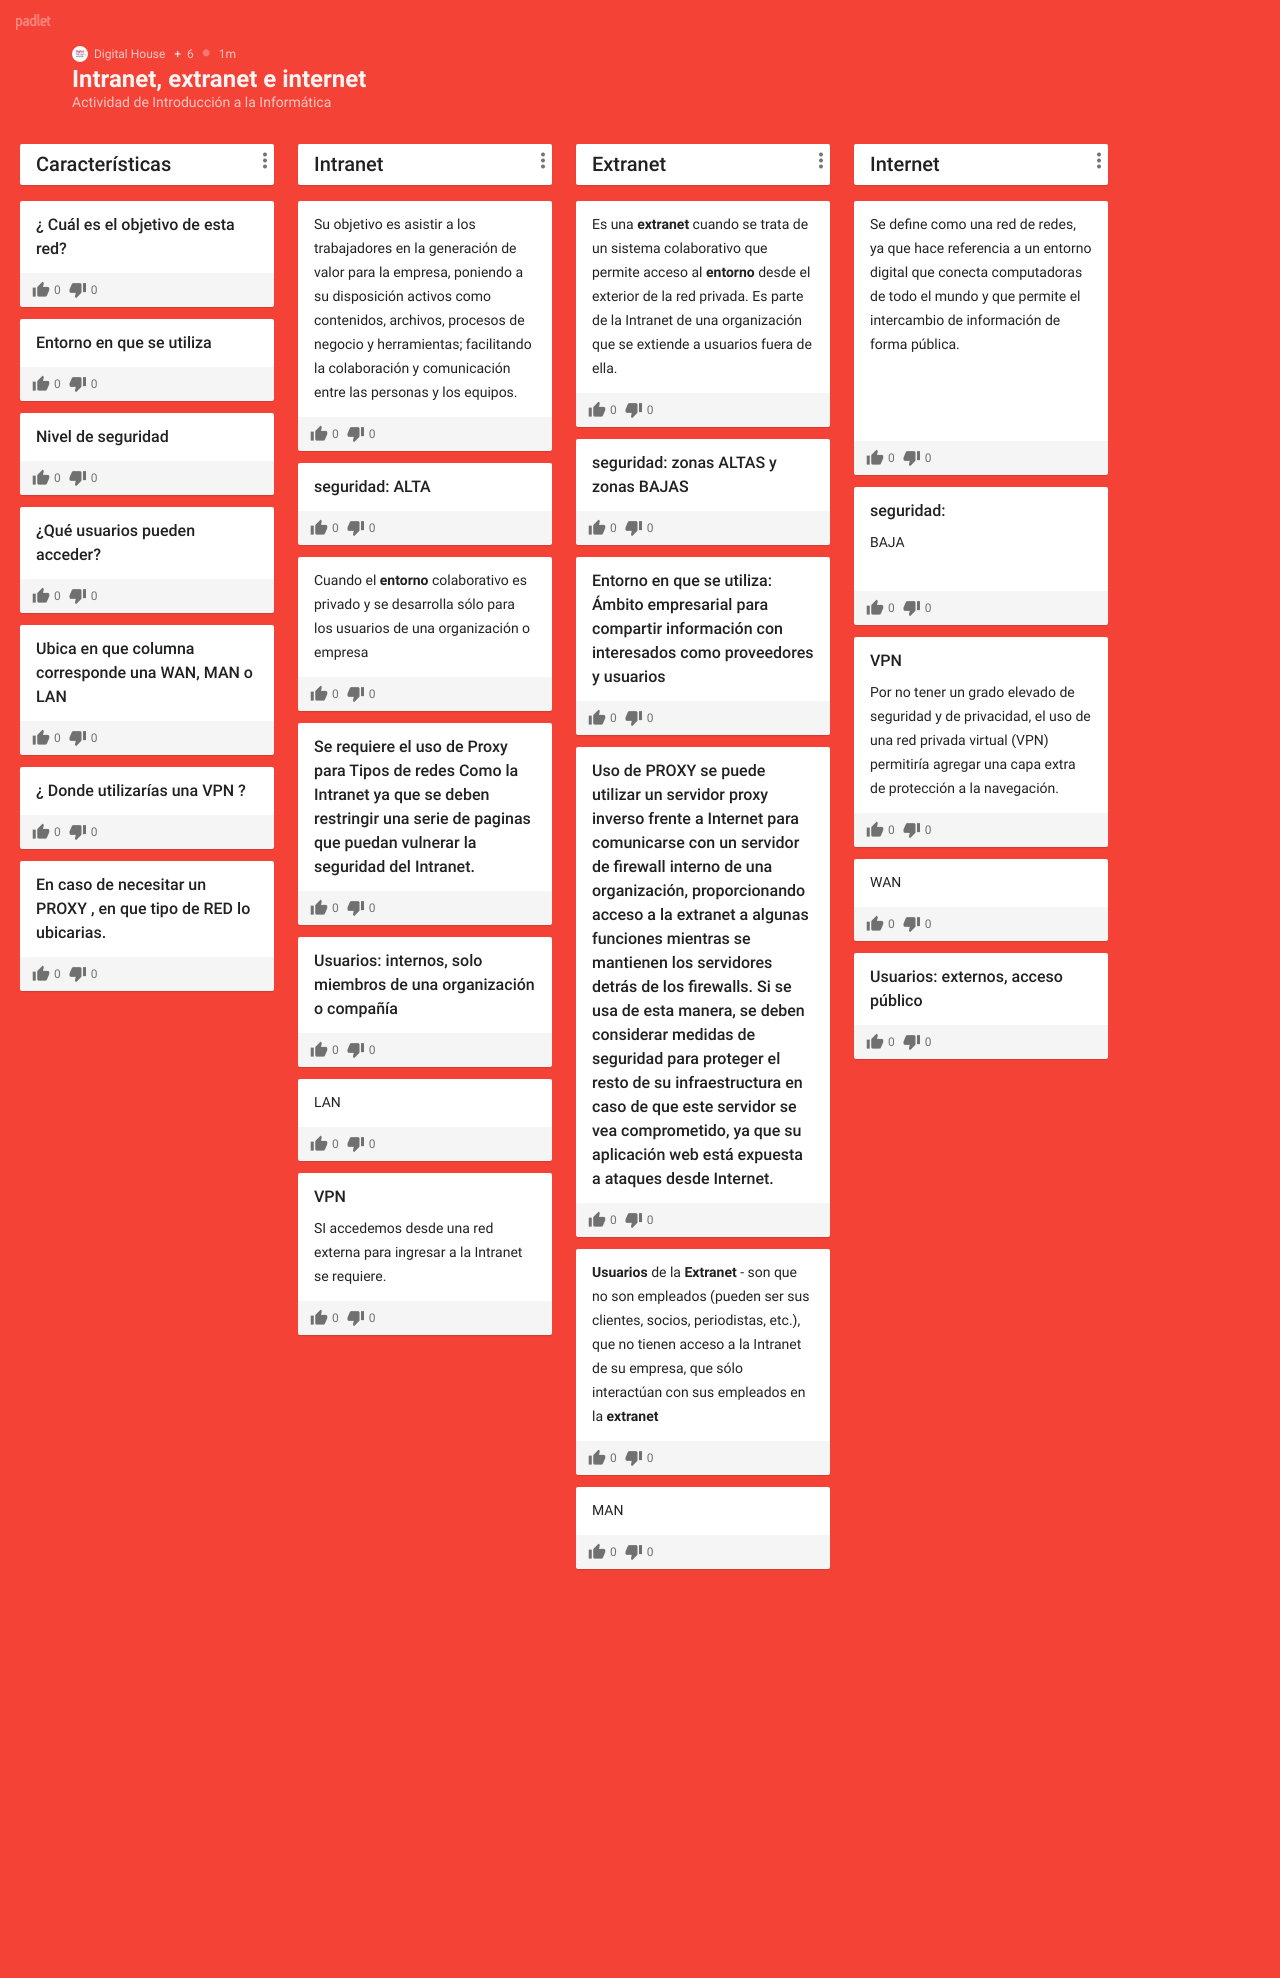 padlet
Digital House + 6 • 1m
Intranet, extranet e internet
Actividad de Introducción a la Informática
Características
¿ Cuál es el objetivo de esta
red?
0 0
Entorno en que se utiliza
0 0
Nivel de seguridad
0 0
¿Qué usuarios pueden
acceder?
0 0
Ubica en que columna
corresponde una WAN, MAN o
LAN
0 0
¿ Donde utilizarías una VPN ?
0 0
En caso de necesitar un
PROXY , en que tipo de RED lo
ubicarias.
0 0
Intranet
Su objetivo es asistir a los
trabajadores en la generación de
valor para la empresa, poniendo a
su disposición activos como
contenidos, archivos, procesos de
negocio y herramientas; facilitando
la colaboración y comunicación
entre las personas y los equipos.
0 0
seguridad: ALTA
0 0
Cuando el entorno colaborativo es
privado y se desarrolla sólo para
los usuarios de una organización o
empresa
0 0
Se requiere el uso de Proxy
para Tipos de redes Como la
Intranet ya que se deben
restringir una serie de paginas
que puedan vulnerar la
seguridad del Intranet.
0 0
Usuarios: internos, solo
miembros de una organización
o compañía
0 0
LAN
0 0
VPN
SI accedemos desde una red
externa para ingresar a la Intranet
se requiere.
0 0
Extranet
Es una extranet cuando se trata de
un sistema colaborativo que
permite acceso al entorno desde el
exterior de la red privada. Es parte
de la Intranet de una organización
que se extiende a usuarios fuera de
ella.
0 0
seguridad: zonas ALTAS y
zonas BAJAS
0 0
Entorno en que se utiliza:
Ámbito empresarial para
compartir información con
interesados como proveedores
y usuarios
0 0
Uso de PROXY se puede
utilizar un servidor proxy
inverso frente a Internet para
comunicarse con un servidor
de firewall interno de una
organización, proporcionando
acceso a la extranet a algunas
funciones mientras se
mantienen los servidores
detrás de los firewalls. Si se
usa de esta manera, se deben
considerar medidas de
seguridad para proteger el
resto de su infraestructura en
caso de que este servidor se
vea comprometido, ya que su
aplicación web está expuesta
a ataques desde Internet.
0 0
Usuarios de la Extranet - son que
no son empleados (pueden ser sus
clientes, socios, periodistas, etc.),
que no tienen acceso a la Intranet
de su empresa, que sólo
interactúan con sus empleados en
la extranet
0 0
MAN
0 0
Internet
Se define como una red de redes,
ya que hace referencia a un entorno
digital que conecta computadoras
de todo el mundo y que permite el
intercambio de información de
forma pública.
0 0
seguridad:
BAJA
0 0
VPN
Por no tener un grado elevado de
seguridad y de privacidad, el uso de
una red privada virtual (VPN)
permitiría agregar una capa extra
de protección a la navegación.
0 0
WAN
0 0
Usuarios: externos, acceso
público
0 0